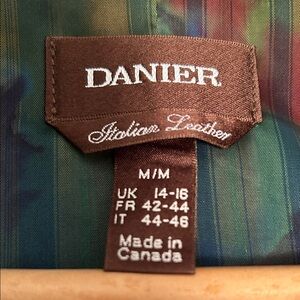 DANIER
Italian Leather
M/M
UK 14-16
FR 42-44
IT 44-46
Made in
Canada